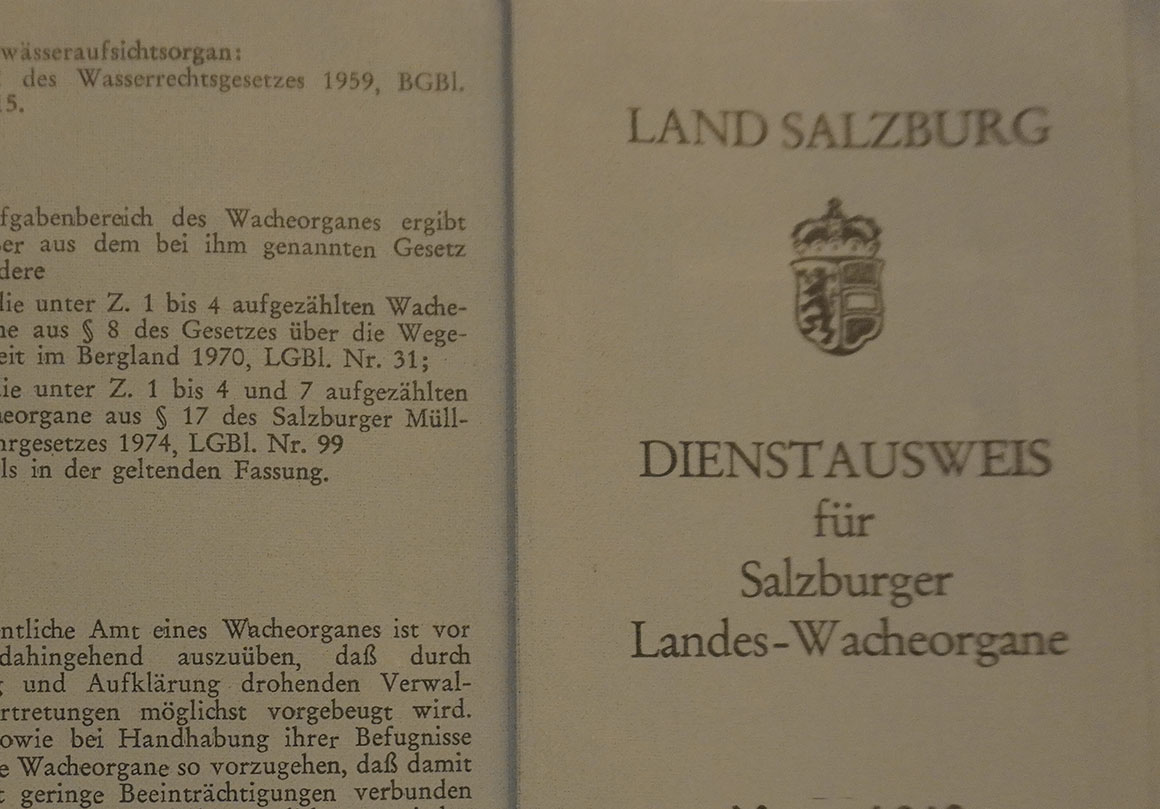 wässeraufsichtsorgan:
des Wasserrechtsgesetzes 1959, BGBl.
15.
fgabenbereich des Wacheorganes ergibt
er aus dem bei ihm genannten Gesetz
dere
lie unter Z. 1 bis 4 aufgezählten Wache-
ne aus § 8 des Gesetzes über die Wege-
eit im Bergland 1970, LGBl. Nr. 31;
ie unter Z. 1 bis 4 und 7 aufgezählten
eorgane aus § 17 des Salzburger Müll-
hrgesetzes 1974, LGBl. Nr. 99
ls in der geltenden Fassung.
ntliche Amt eines Wacheorganes ist vor
dahingehend auszuüben, daß durch
g und Aufklärung drohenden Verwal-
rtretungen möglichst vorgebeugt wird.
owie bei Handhabung ihrer Befugnisse
e Wacheorgane so vorzugehen, daß damit
t geringe Beeinträchtigungen verbunden
LAND SALZBURG
DIENSTAUSWEIS
für
Salzburger
Landes-Wacheorgane